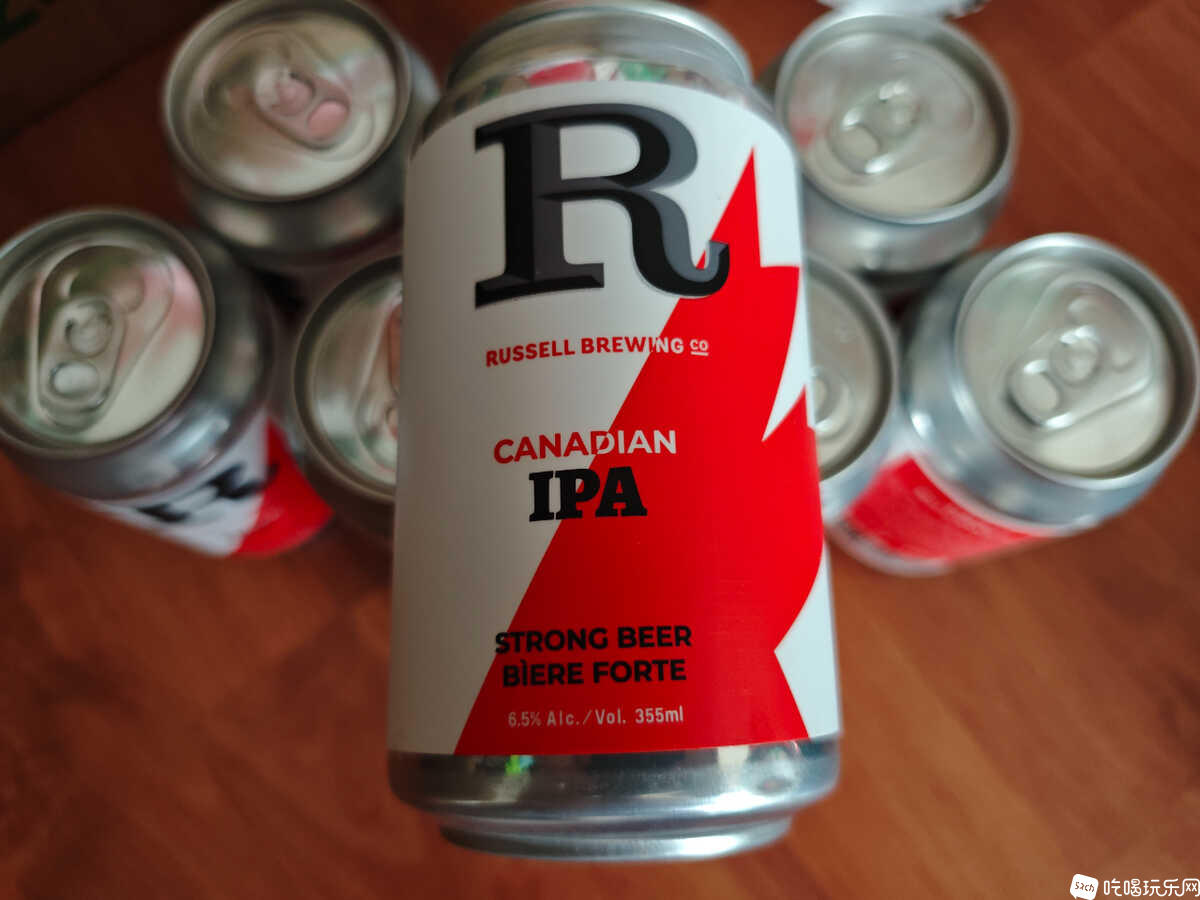 R
RUSSELL BREWING CO
CANADIAN
IPA
STRONG BEER
BÌERE FORTE
6.5% Alc./Vol. 355ml
吃喝玩乐网